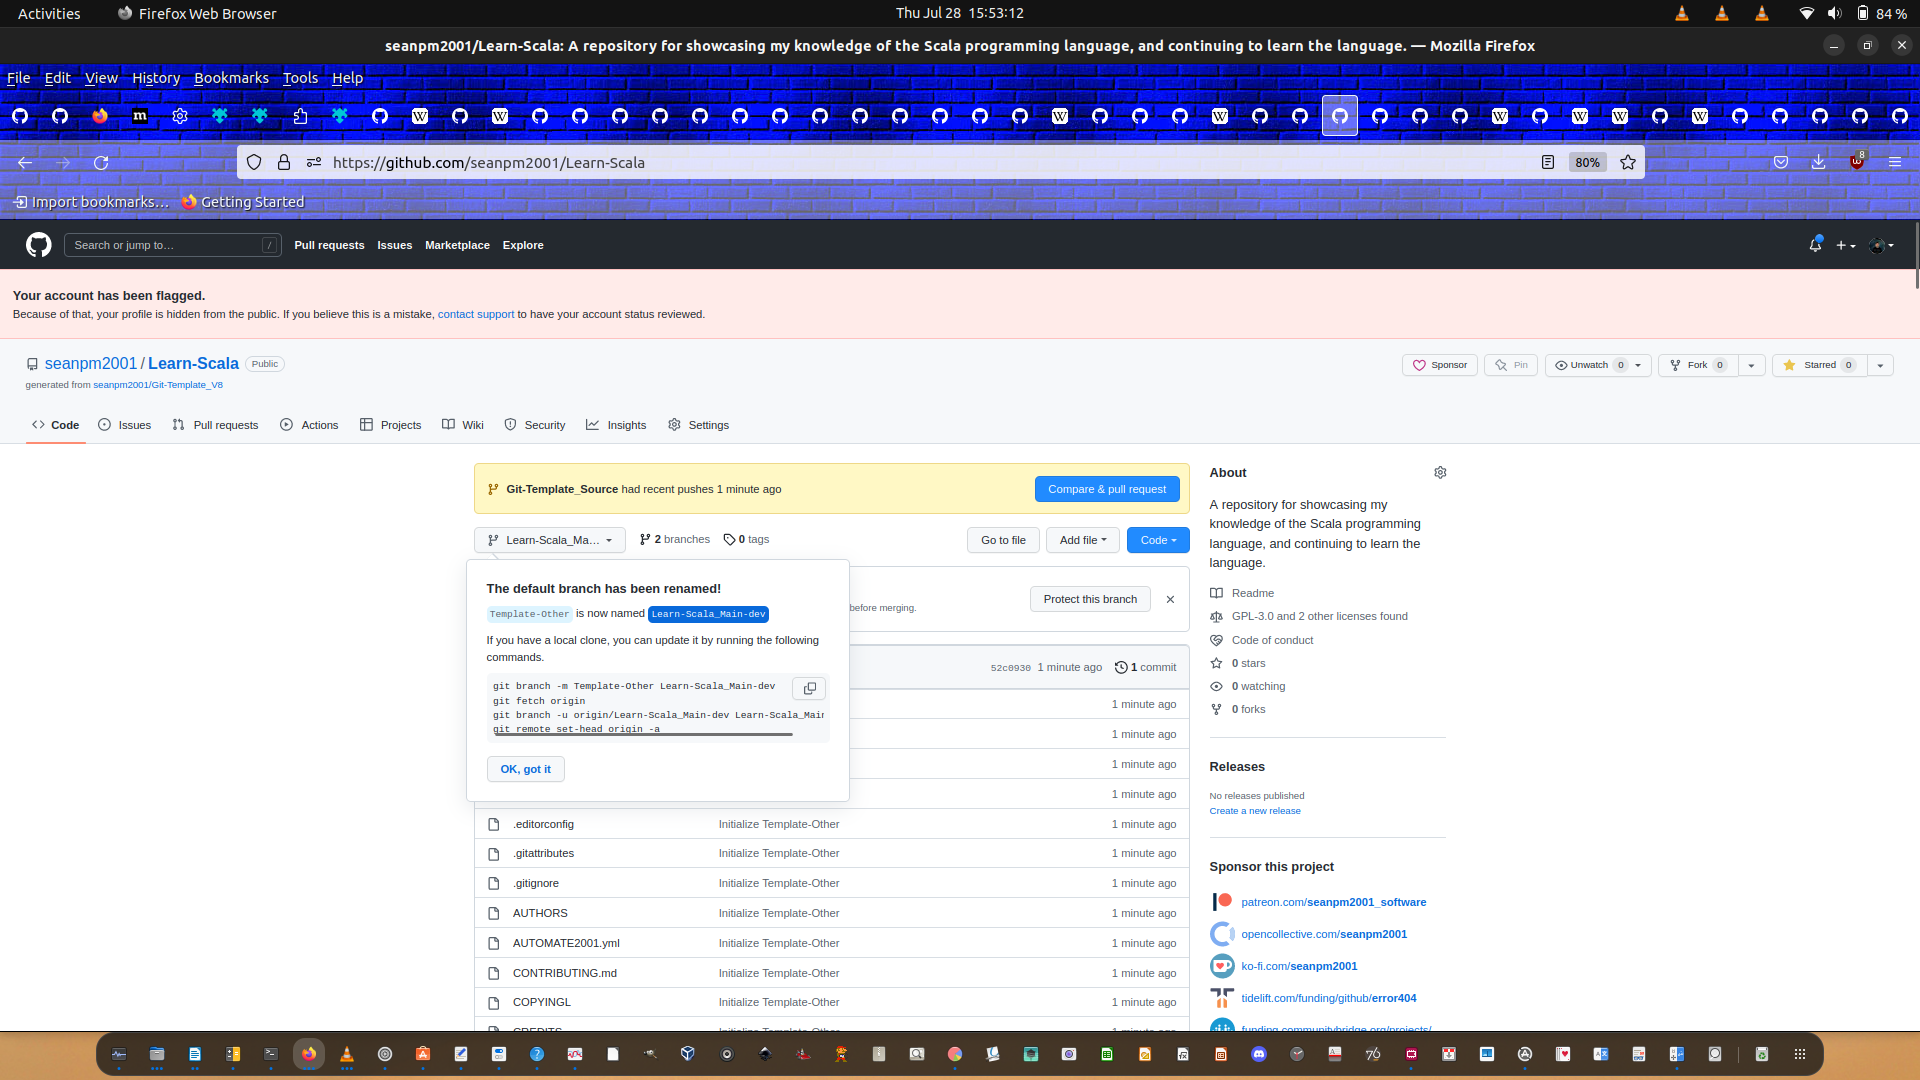 Activities
Firefox Web Browser
Thu Jul 28  15:53:12
84 %
seanpm2001/Learn-Scala: A repository for showcasing my knowledge of the Scala programming language, and continuing to learn the language. — Mozilla Firefox
File Edit View History Bookmarks Tools Help
https://github.com/seanpm2001/Learn-Scala
80%
8
Import bookmarks…
Getting Started
Search or jump to…
/
Pull requests
Issues
Marketplace
Explore
Your account has been flagged.
Because of that, your profile is hidden from the public. If you believe this is a mistake, contact support to have your account status reviewed.
seanpm2001 / Learn-Scala
Public
generated from seanpm2001/Git-Template_V8
Sponsor
Pin
Unwatch 0
Fork 0
Starred 0
Code
Issues
Pull requests
Actions
Projects
Wiki
Security
Insights
Settings
Git-Template_Source had recent pushes 1 minute ago
Compare & pull request
Learn-Scala_Ma…
2 branches
0 tags
Go to file
Add file
Code
The default branch has been renamed!
Template-Other is now named Learn-Scala_Main-dev
If you have a local clone, you can update it by running the following
commands.
git branch -m Template-Other Learn-Scala_Main-dev
git fetch origin
git branch -u origin/Learn-Scala_Main-dev Learn-Scala_Main
git remote set-head origin -a
OK, got it
before merging.
Protect this branch
52c0930 1 minute ago
1 commit
1 minute ago
1 minute ago
1 minute ago
1 minute ago
.editorconfig Initialize Template-Other 1 minute ago
.gitattributes Initialize Template-Other 1 minute ago
.gitignore Initialize Template-Other 1 minute ago
AUTHORS Initialize Template-Other 1 minute ago
AUTOMATE2001.yml Initialize Template-Other 1 minute ago
CONTRIBUTING.md Initialize Template-Other 1 minute ago
COPYINGL Initialize Template-Other 1 minute ago
CREDITS Initialize Template-Other 1 minute ago
About
A repository for showcasing my
knowledge of the Scala programming
language, and continuing to learn the
language.
Readme
GPL-3.0 and 2 other licenses found
Code of conduct
0 stars
0 watching
0 forks
Releases
No releases published
Create a new release
Sponsor this project
patreon.com/seanpm2001_software
opencollective.com/seanpm2001
ko-fi.com/seanpm2001
tidelift.com/funding/github/error404
funding.communitybridge.org/projects/